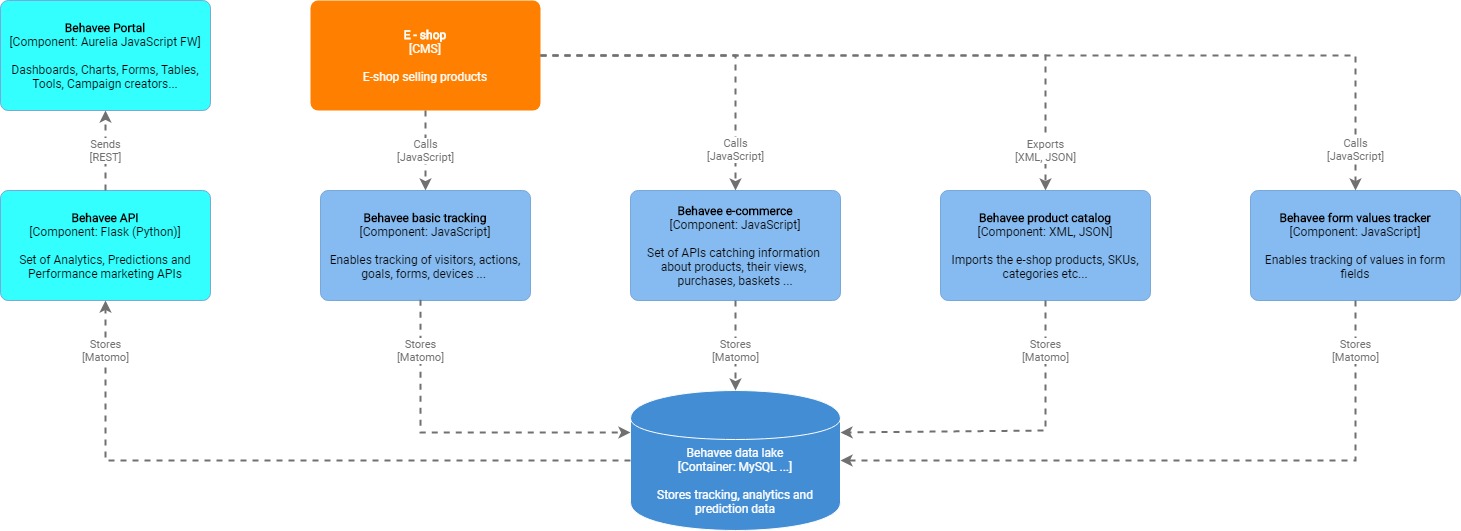 Behavee Portal
[Component: Aurelia JavaScript FW]
Dashboards, Charts, Forms, Tables,
Tools, Campaign creators...
E - shop
[CMS]
E-shop selling products
Sends
[REST]
Calls
[JavaScript]
Calls
[JavaScript]
Exports
[XML, JSON]
Calls
[JavaScript]
Behavee API
[Component: Flask (Python)]
Set of Analytics, Predictions and
Performance marketing APIs
Behavee basic tracking
[Component: JavaScript]
Enables tracking of visitors, actions,
goals, forms, devices ...
Behavee e-commerce
[Component: JavaScript]
Set of APIs catching information
about products, their views,
purchases, baskets ...
Behavee product catalog
[Component: XML, JSON]
Imports the e-shop products, SKUs,
categories etc...
Behavee form values tracker
[Component: JavaScript]
Enables tracking of values in form
fields
Stores
[Matomo]
Stores
[Matomo]
Stores
[Matomo]
Stores
[Matomo]
Stores
[Matomo]
Behavee data lake
[Container: MySQL ...]
Stores tracking, analytics and
prediction data